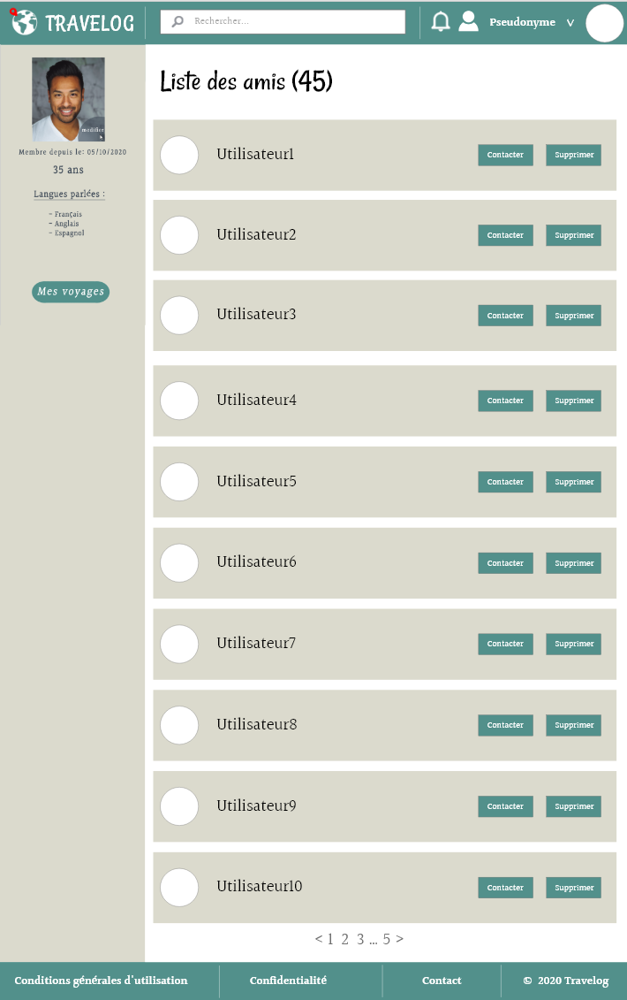 TRAVELOG
Rechercher...
Pseudonyme V
modifier
Membre depuis le: 05/10/2020
35 ans
Langues parlées :
- Français
- Anglais
- Espagnol
Mes voyages
Liste des amis (45)
Utilisateur1 Contacter Supprimer
Utilisateur2 Contacter Supprimer
Utilisateur3 Contacter Supprimer
Utilisateur4 Contacter Supprimer
Utilisateur5 Contacter Supprimer
Utilisateur6 Contacter Supprimer
Utilisateur7 Contacter Supprimer
Utilisateur8 Contacter Supprimer
Utilisateur9 Contacter Supprimer
Utilisateur10 Contacter Supprimer
< 1 2 3 ... 5 >
Conditions générales d'utilisation Confidentialité Contact © 2020 Travelog